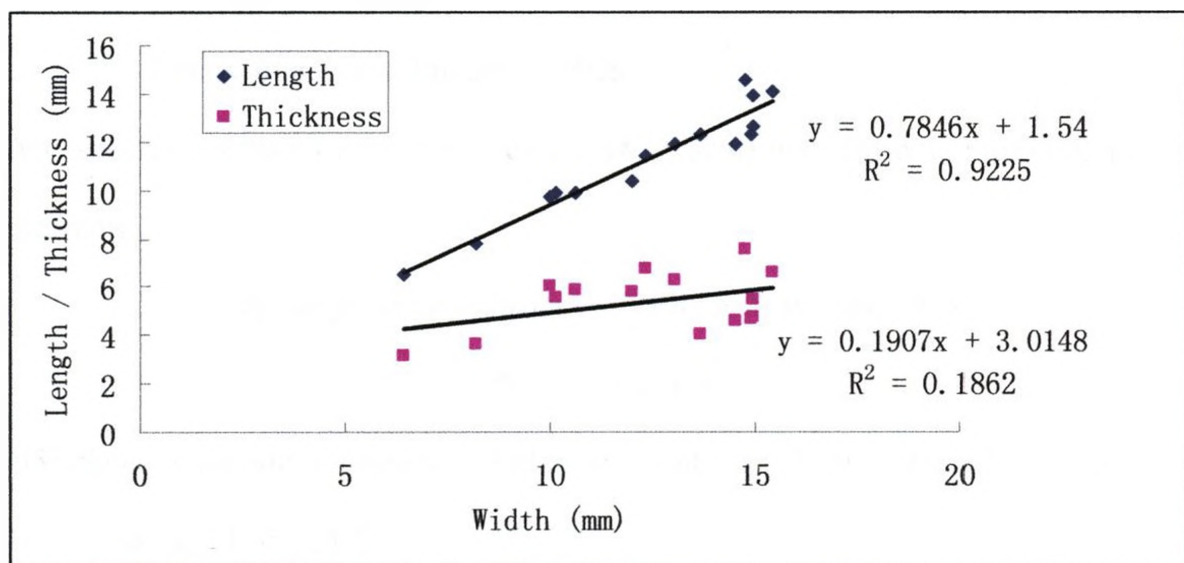 Length / Thickness (mm)
16
14
12
10
8
6
4
2
0
Length
Thickness
y = 0.7846x + 1.54
R² = 0.9225
y = 0.1907x + 3.0148
R² = 0.1862
0 5 10 15 20
Width (mm)